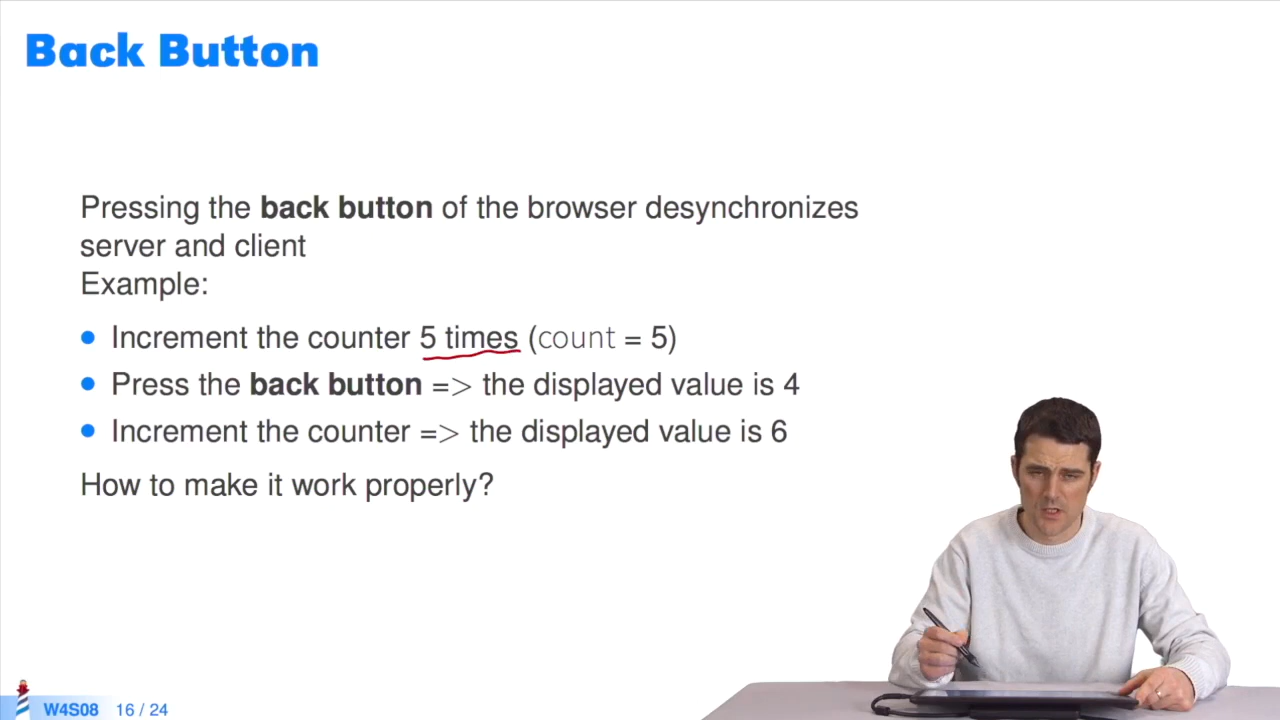 Back Button
Pressing the back button of the browser desynchronizes
server and client
Example:
Increment the counter 5 times (count = 5)
Press the back button => the displayed value is 4
Increment the counter => the displayed value is 6
How to make it work properly?
W4S08 16 / 24